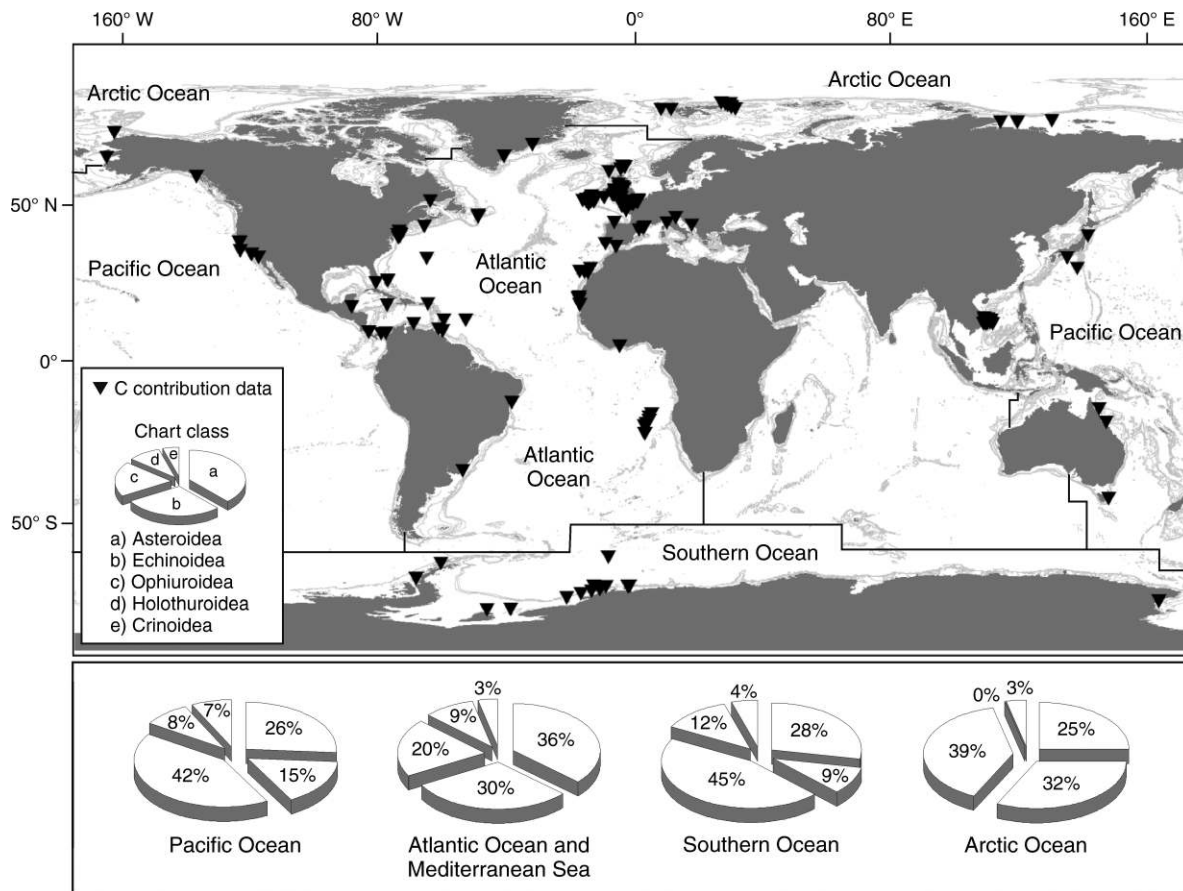 160° W 80° W 0° 80° E 160° E
Arctic Ocean
Arctic Ocean
50° N
Pacific Ocean
Atlantic
Ocean
Pacific Ocean
0°
▼ C contribution data
Chart class
a
b
c
d
e
a) Asteroidea
b) Echinoidea
c) Ophiuroidea
d) Holothuroidea
e) Crinoidea
Atlantic
Ocean
50° S
Southern Ocean
26%
15%
42%
8%
7%
Pacific Ocean
36%
30%
20%
9%
3%
Atlantic Ocean and
Mediterranean Sea
28%
9%
45%
12%
4%
Southern Ocean
25%
32%
39%
0%
3%
Arctic Ocean